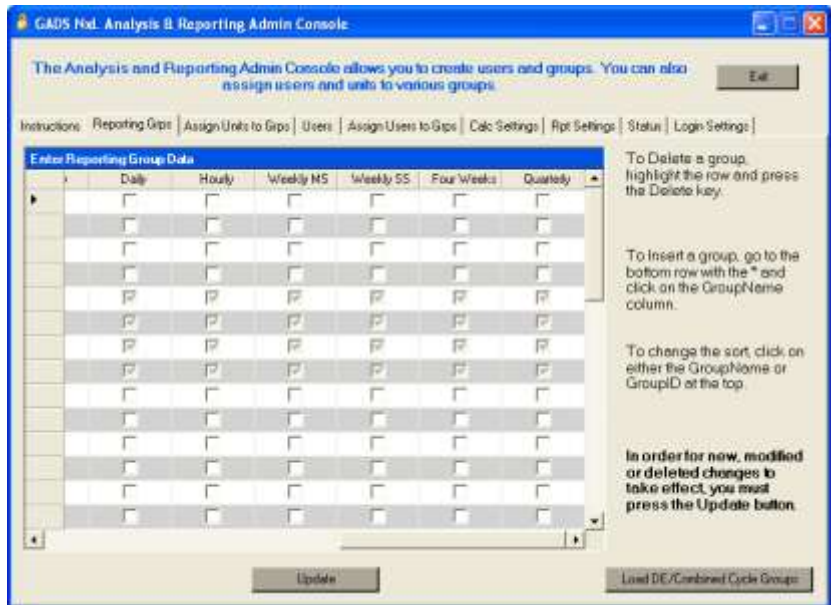 GADS NxL Analysis & Reporting Admin Console
The Analysis and Reporting Admin Console allows you to create users and groups. You can also
assign users and units to various groups.
Exit
Instructions Reporting Grps Assign Units to Grps Users Assign Users to Grps Calc Settings Rpt Settings Status Login Settings
Enter Reporting Group Data
Daily Hourly Weekly MS Weekly SS Four Weeks Quarterly
To Delete a group,
highlight the row and press
the Delete key.
To Insert a group, go to the
bottom row with the * and
click on the GroupName
column.
To change the sort, click on
either the GroupName or
GroupID at the top.
In order for new, modified
or deleted changes to
take effect, you must
press the Update button.
Update
Load DE/Combined Cycle Groups